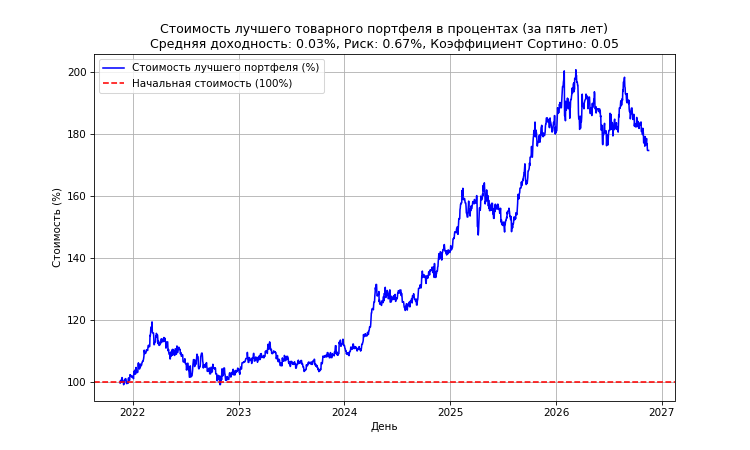 Стоимость лучшего товарного портфеля в процентах (за пять лет)
Средняя доходность: 0.03%, Риск: 0.67%, Коэффициент Сортино: 0.05
Стоимость лучшего портфеля (%)
Начальная стоимость (100%)
Стоимость (%)
200
180
160
140
120
100
2022 2023 2024 2025 2026 2027
День